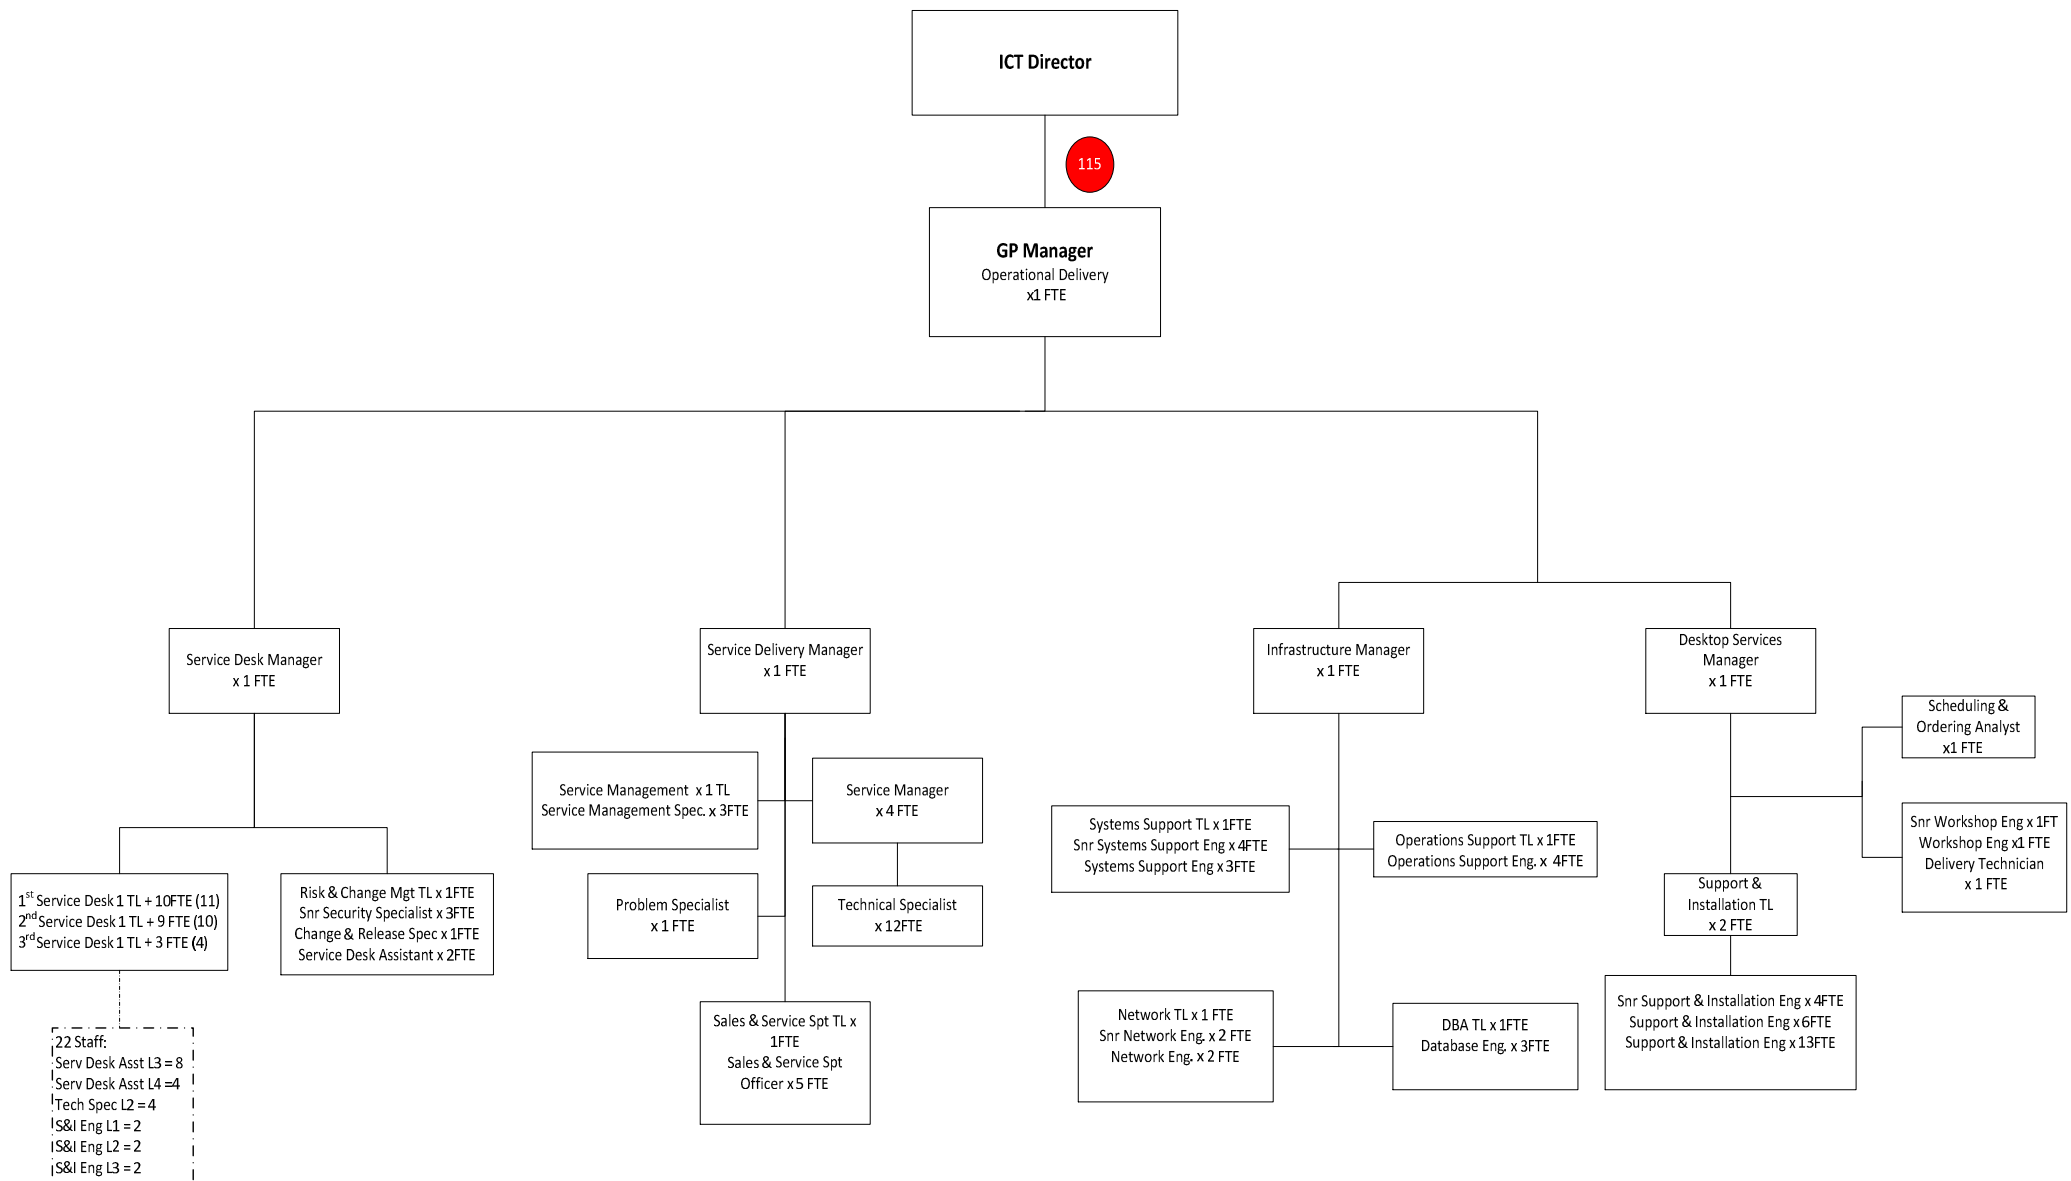 ICT Director
115
GP Manager
Operational Delivery
x1 FTE
Service Desk Manager
x 1 FTE
Service Delivery Manager
x 1 FTE
Infrastructure Manager
x 1 FTE
Desktop Services
Manager
x 1 FTE
Scheduling &
Ordering Analyst
x1 FTE
Service Management x 1 TL
Service Management Spec. x 3FTE
Service Manager
x 4 FTE
Systems Support TL x 1FTE
Snr Systems Support Eng x 4FTE
Systems Support Eng x 3FTE
Operations Support TL x 1FTE
Operations Support Eng. x 4FTE
Snr Workshop Eng x 1FT
Workshop Eng x1 FTE
Delivery Technician
x 1 FTE
1st Service Desk 1 TL + 10FTE (11)
2nd Service Desk 1 TL + 9 FTE (10)
3rd Service Desk 1 TL + 3 FTE (4)
Risk & Change Mgt TL x 1FTE
Snr Security Specialist x 3FTE
Change & Release Spec x 1FTE
Service Desk Assistant x 2FTE
Problem Specialist
x 1 FTE
Technical Specialist
x 12FTE
Support &
Installation TL
x 2 FTE
Sales & Service Spt TL x
1FTE
Sales & Service Spt
Officer x 5 FTE
Network TL x 1 FTE
Snr Network Eng. x 2 FTE
Network Eng. x 2 FTE
DBA TL x 1FTE
Database Eng. x 3FTE
Snr Support & Installation Eng x 4FTE
Support & Installation Eng x 6FTE
Support & Installation Eng x 13FTE
22 Staff:
Serv Desk Asst L3 = 8
Serv Desk Asst L4 =4
Tech Spec L2 = 4
S&I Eng L1 = 2
S&I Eng L2 = 2
S&I Eng L3 = 2